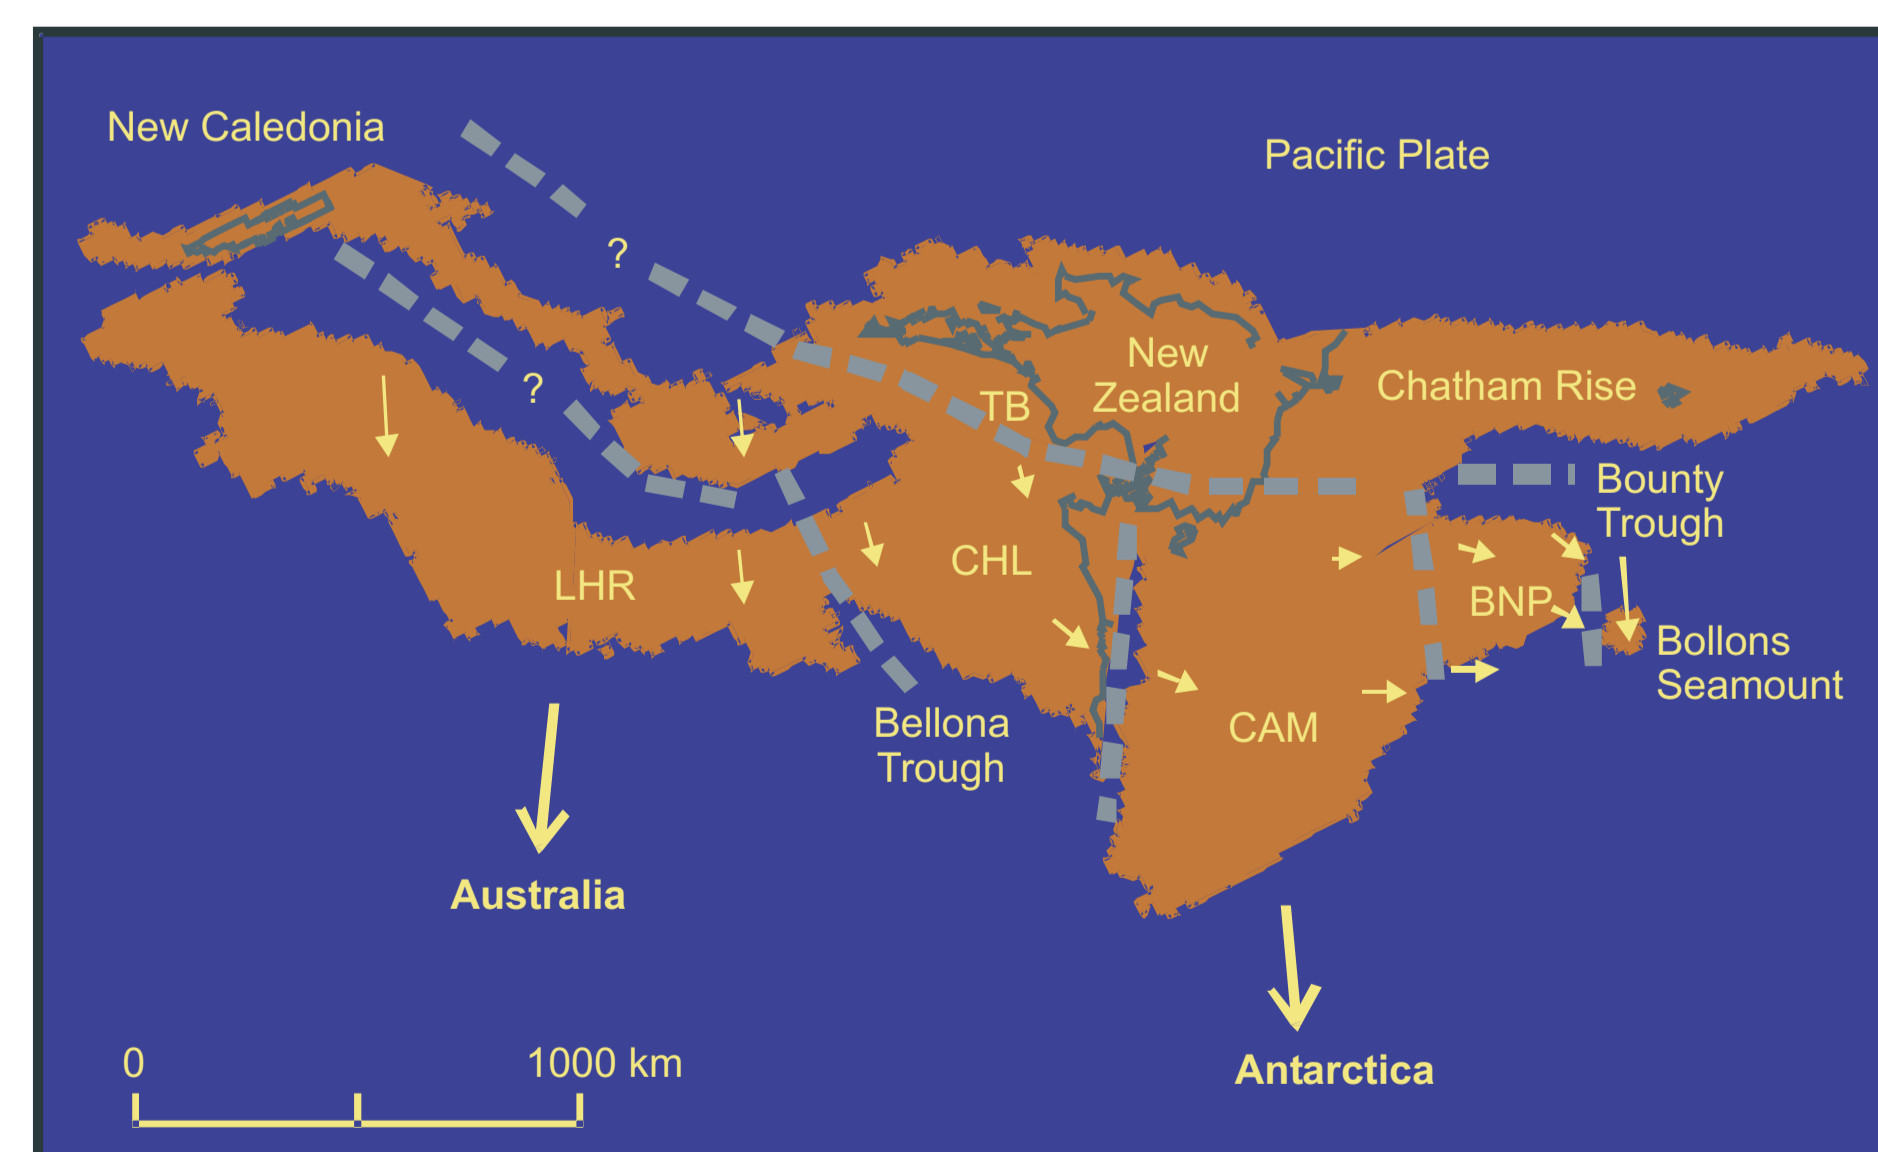 New Caledonia
Pacific Plate
?
?
New
Zealand
TB
Chatham Rise
Bounty
Trough
CHL
LHR
BNP
Bollons
Seamount
Bellona
Trough
CAM
Australia
Antarctica
0
1000 km